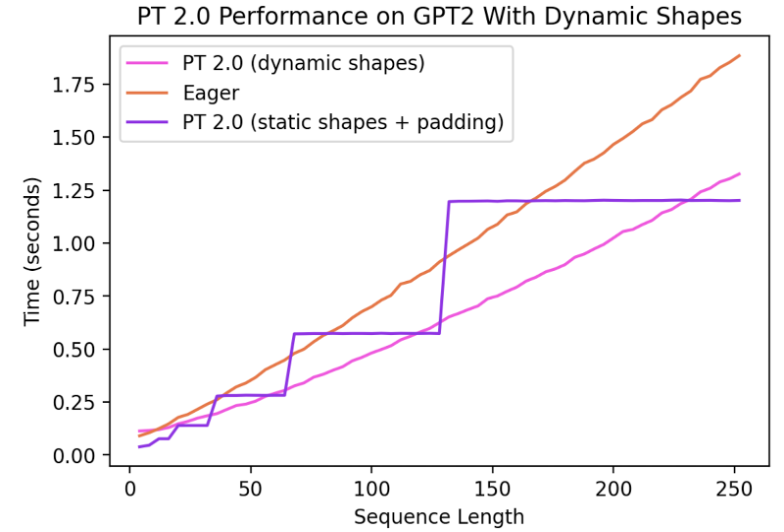 PT 2.0 Performance on GPT2 With Dynamic Shapes
PT 2.0 (dynamic shapes)
Eager
PT 2.0 (static shapes + padding)
1.75
1.50
1.25
1.00
0.75
0.50
0.25
0.00
Time (seconds)
0 50 100 150 200 250
Sequence Length